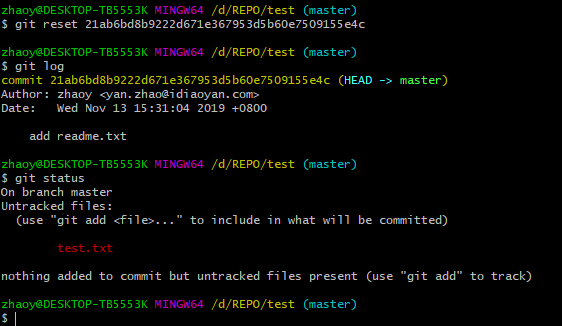 zhaoy@DESKTOP-TB5553K MINGW64 /d/REPO/test (master)
$ git reset 21ab6bd8b9222d671e367953d5b60e7509155e4c
zhaoy@DESKTOP-TB5553K MINGW64 /d/REPO/test (master)
$ git log
commit 21ab6bd8b9222d671e367953d5b60e7509155e4c (HEAD -> master)
Author: zhaoy <yan.zhao@idiaoyan.com>
Date:   Wed Nov 13 15:31:04 2019 +0800
    add readme.txt
zhaoy@DESKTOP-TB5553K MINGW64 /d/REPO/test (master)
$ git status
On branch master
Untracked files:
  (use "git add <file>..." to include in what will be committed)
        test.txt
nothing added to commit but untracked files present (use "git add" to track)
zhaoy@DESKTOP-TB5553K MINGW64 /d/REPO/test (master)
$